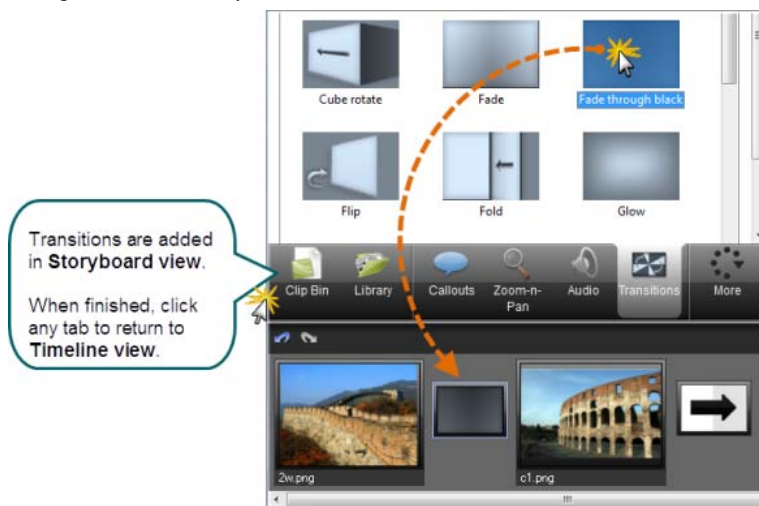 Cube rotate
Fade
Fade through black
Flip
Fold
Glow
Transitions are added
in Storyboard view.
When finished, click
any tab to return to
Timeline view.
Clip Bin
Library
Callouts
Zoom-n-
Pan
Audio
Transitions
More
2w.png
c1.png